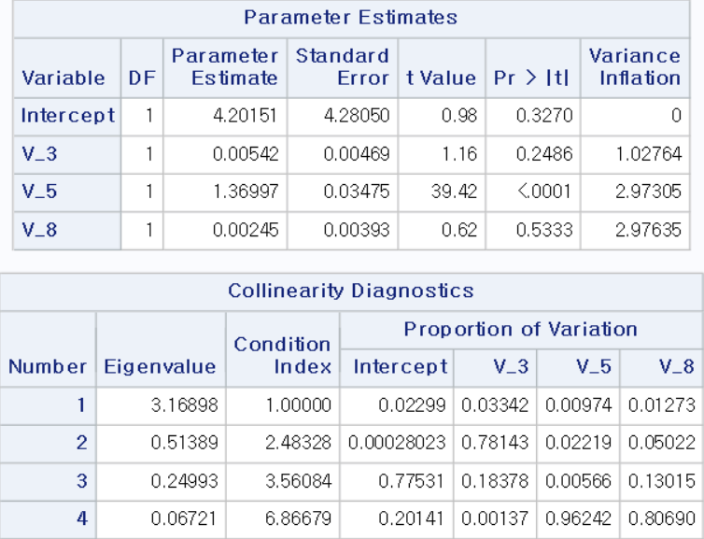 Parameter Estimates
Variable DF Parameter Estimate Standard Error t Value Pr > |t| Variance Inflation
Intercept 1 4.20151 4.28050 0.98 0.3270 0
V_3 1 0.00542 0.00469 1.16 0.2486 1.02764
V_5 1 1.36997 0.03475 39.42 <.0001 2.97305
V_8 1 0.00245 0.00393 0.62 0.5333 2.97635
Collinearity Diagnostics
Number Eigenvalue Condition Index Proportion of Variation
Intercept V_3 V_5 V_8
1 3.16898 1.00000 0.02299 0.03342 0.00974 0.01273
2 0.51389 2.48328 0.00028023 0.78143 0.02219 0.05022
3 0.24993 3.56084 0.77531 0.18378 0.00566 0.13015
4 0.06721 6.86679 0.20141 0.00137 0.96242 0.80690